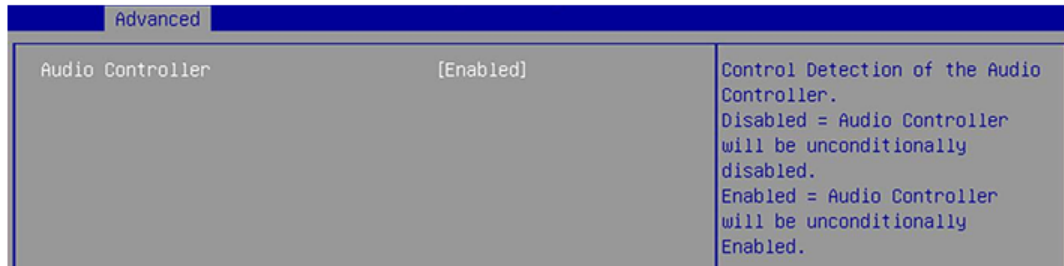 Advanced
Audio Controller [Enabled]
Control Detection of the Audio
Controller.
Disabled = Audio Controller
will be unconditionally
disabled.
Enabled = Audio Controller
will be unconditionally
Enabled.